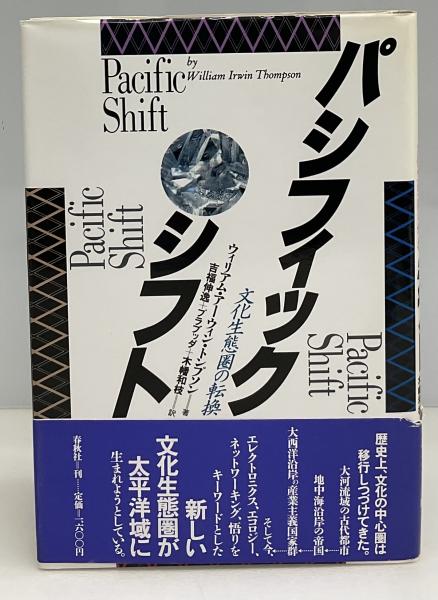 Pacific
Shift
by
William Irwin Thompson
パシフィック
シフト
Pacific
Shift
Pacific
Shift
文化生態圏の転換
ウィリアム・アーウィン・トンプソン──著
吉福伸逸+プラブッダ+木幡和枝──訳
歴史上、文化の中心圏は
移行しつづけてきた。
大河流域の古代都市
地中海沿岸の帝国
大西洋沿岸の産業主義国家群
そして今、
エレクトロニクス、エコロジー、
ネットワーキング、悟りを
キーワードとした
新しい
文化生態圏が
太平洋域に
生まれようとしている。
春秋社=刊……定価=二六〇〇円